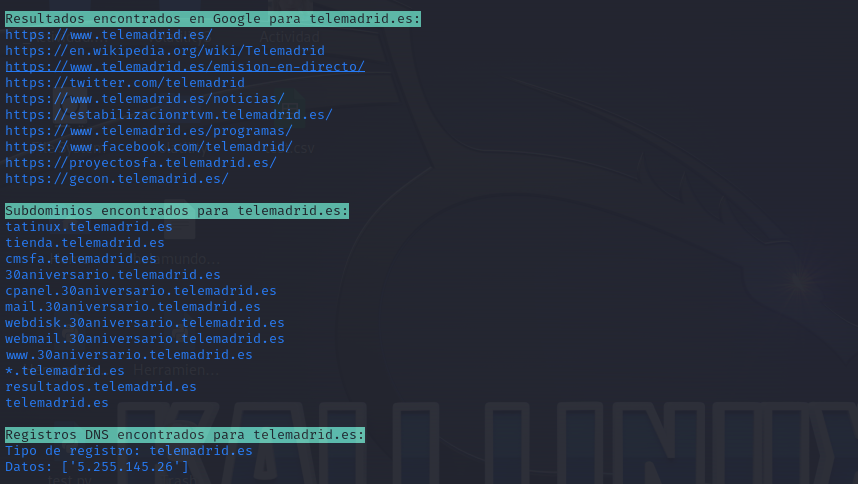 Resultados encontrados en Google para telemadrid.es:
https://www.telemadrid.es/
https://en.wikipedia.org/wiki/Telemadrid
https://www.telemadrid.es/emision-en-directo/
https://twitter.com/telemadrid
https://www.telemadrid.es/noticias/
https://estabilizacionrtvm.telemadrid.es/
https://www.telemadrid.es/programas/
https://www.facebook.com/telemadrid/
https://proyectosfa.telemadrid.es/
https://gecon.telemadrid.es/
Subdominios encontrados para telemadrid.es:
tatinux.telemadrid.es
tienda.telemadrid.es
cmsfa.telemadrid.es
30aniversario.telemadrid.es
cpanel.30aniversario.telemadrid.es
mail.30aniversario.telemadrid.es
webdisk.30aniversario.telemadrid.es
webmail.30aniversario.telemadrid.es
www.30aniversario.telemadrid.es
*.telemadrid.es
resultados.telemadrid.es
telemadrid.es
Registros DNS encontrados para telemadrid.es:
Tipo de registro: telemadrid.es
Datos: ['5.255.145.26']
KALI LINUX